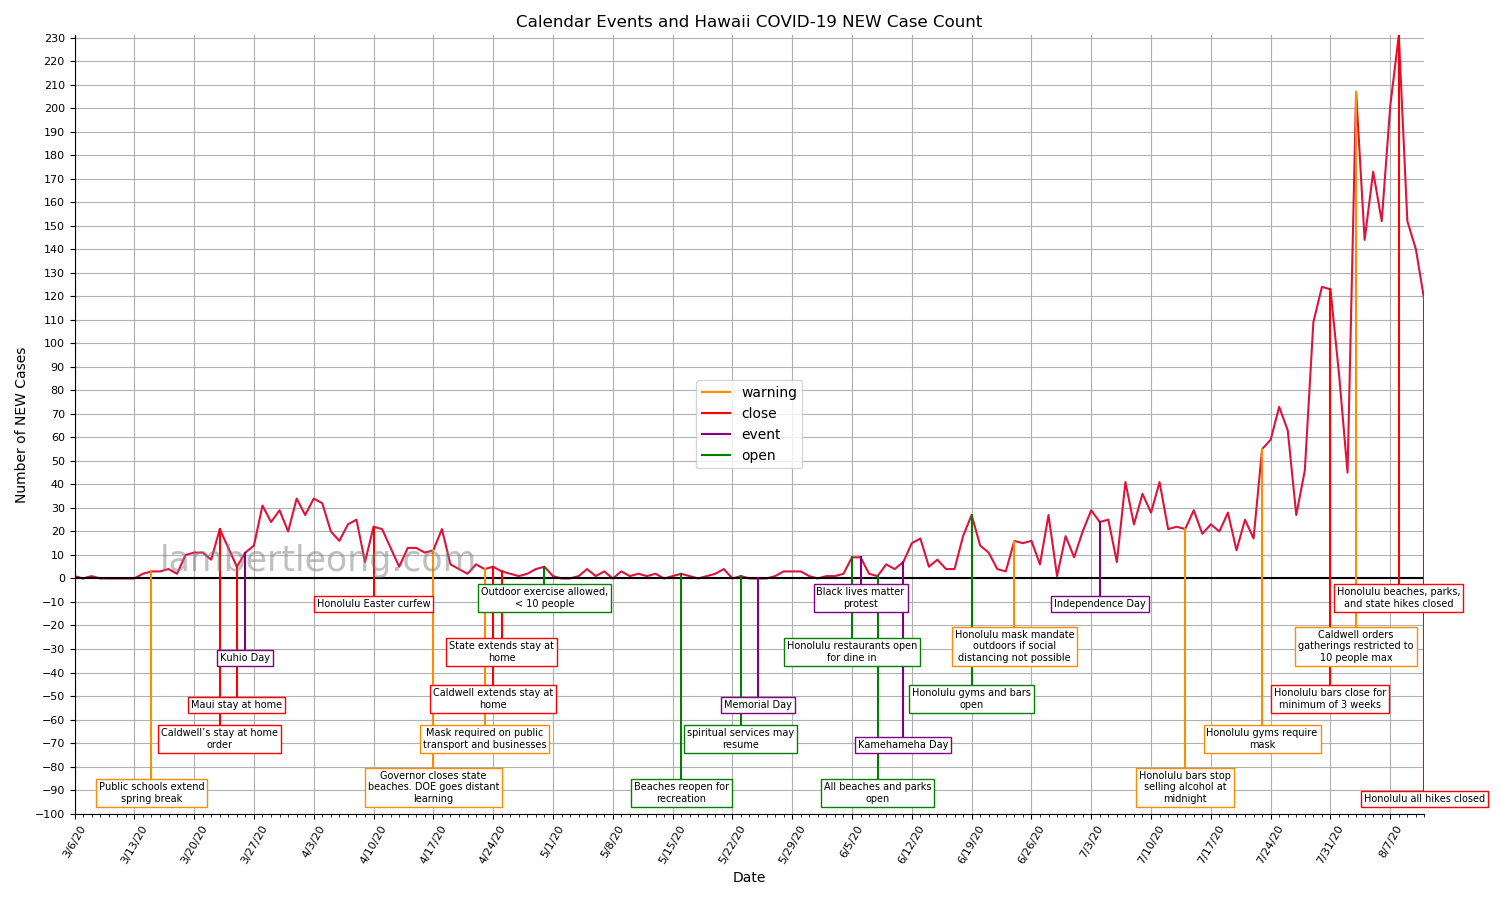 Calendar Events and Hawaii COVID-19 NEW Case Count
230
220
210
200
190
180
170
160
150
140
130
120
110
100
90
80
70
60
50
40
30
20
10
0
−10
−20
−30
−40
−50
−60
−70
−80
−90
−100
Number of NEW Cases
warning
close
event
open
lambertleong.com
Honolulu Easter curfew
Outdoor exercise allowed,
< 10 people
Black lives matter
protest
Independence Day
Honolulu beaches, parks,
and state hikes closed
Kuhio Day
State extends stay at
home
Honolulu restaurants open
for dine in
Honolulu mask mandate
outdoors if social
distancing not possible
Caldwell orders
gatherings restricted to
10 people max
Maui stay at home
Caldwell extends stay at
home
Memorial Day
Honolulu gyms and bars
open
Honolulu bars close for
minimum of 3 weeks
Caldwell’s stay at home
order
Mask required on public
transport and businesses
spiritual services may
resume
Kamehameha Day
Honolulu gyms require
mask
Public schools extend
spring break
Governor closes state
beaches. DOE goes distant
learning
Beaches reopen for
recreation
All beaches and parks
open
Honolulu bars stop
selling alcohol at
midnight
Honolulu all hikes closed
3/6/20
3/13/20
3/20/20
3/27/20
4/3/20
4/10/20
4/17/20
4/24/20
5/1/20
5/8/20
5/15/20
5/22/20
5/29/20
6/5/20
6/12/20
6/19/20
6/26/20
7/3/20
7/10/20
7/17/20
7/24/20
7/31/20
8/7/20
Date